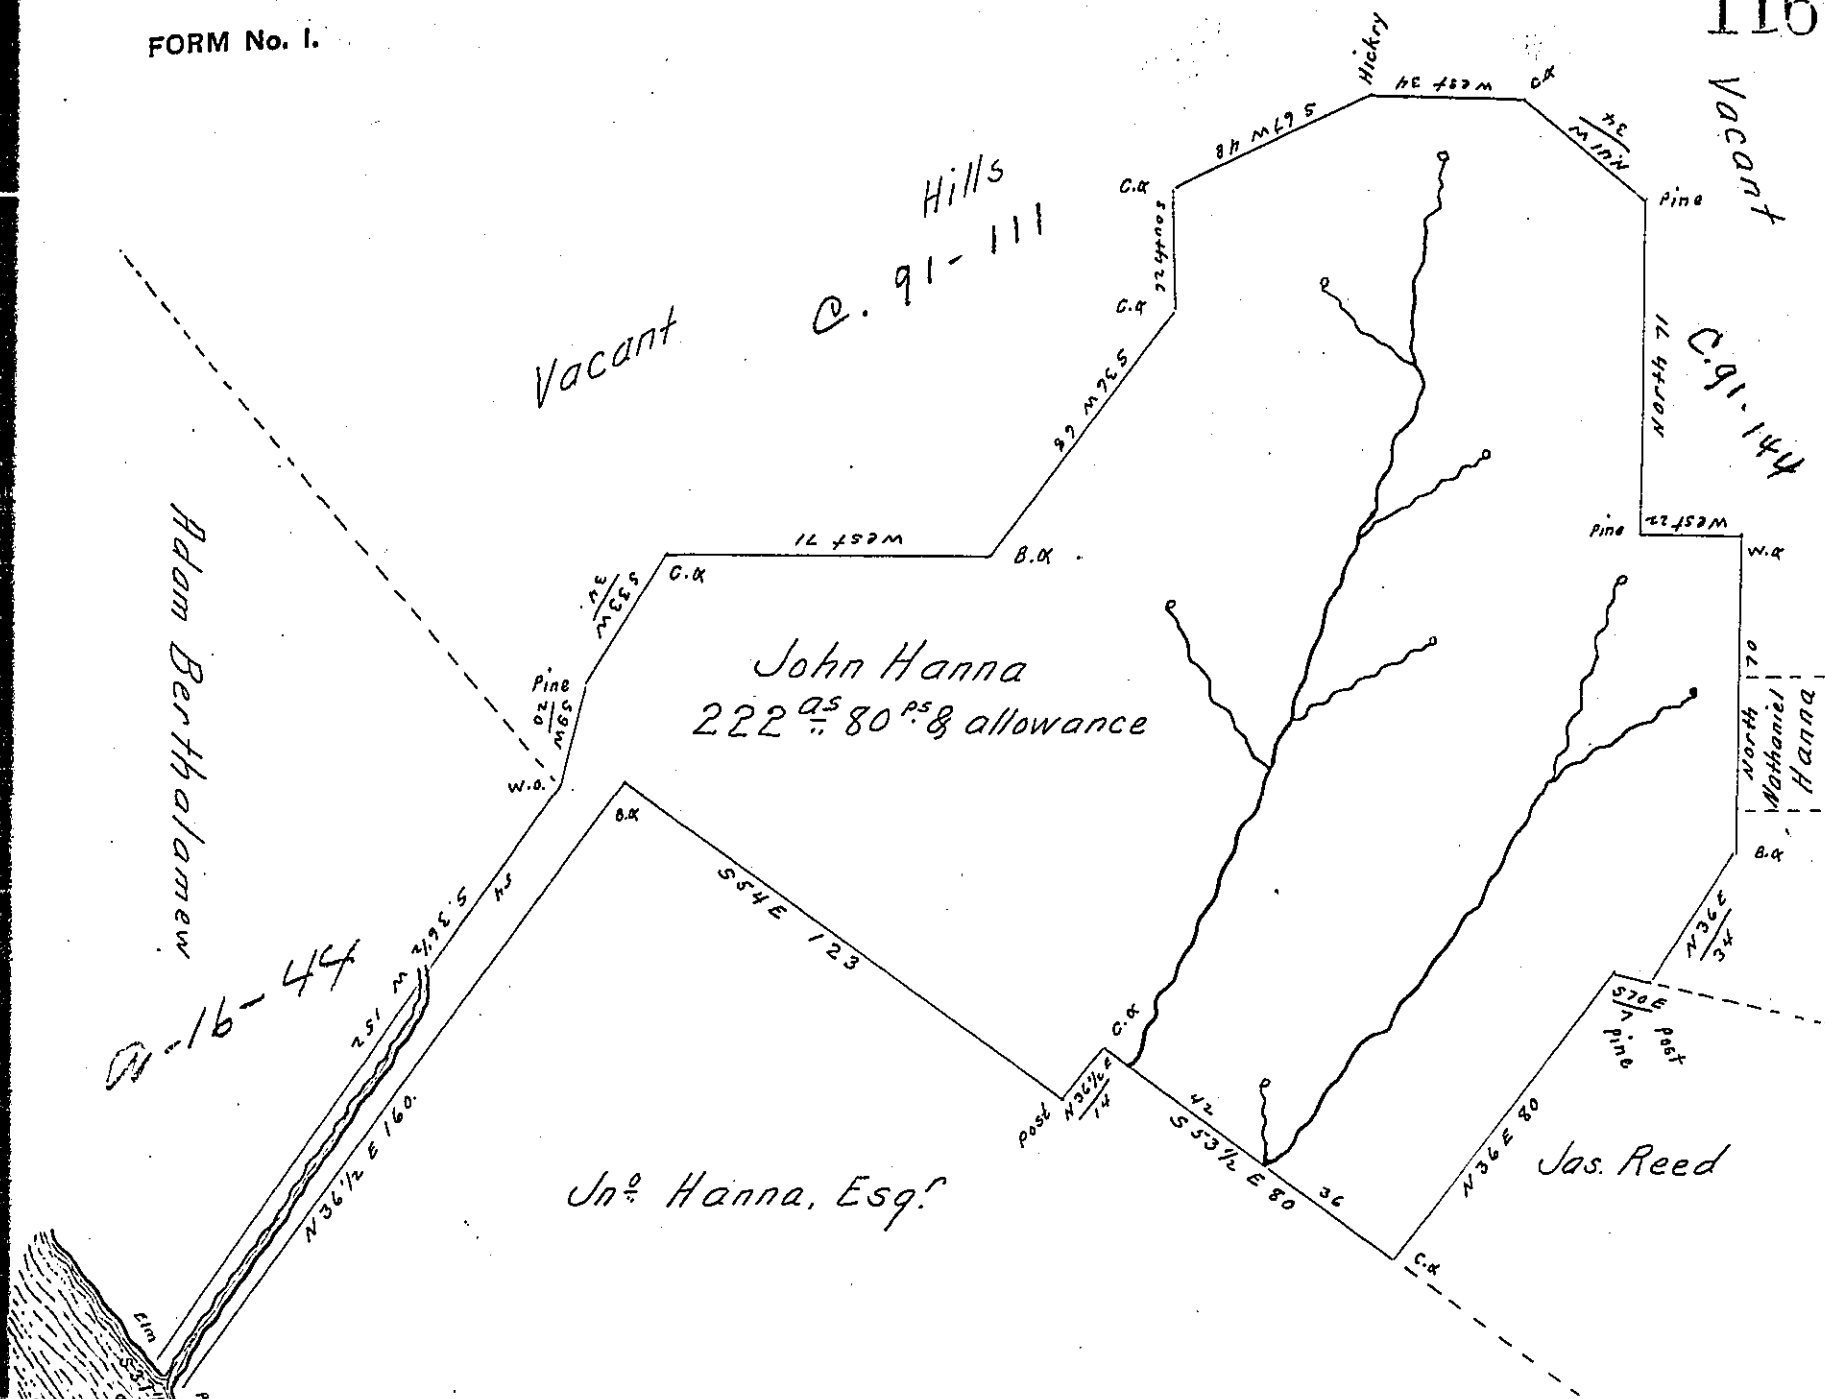 FORM No. 1.
116
Vacant
Hickry
West 34
C.α
S 67 W 48
N 41 W
34
Pine
C.α
South 26
C.α
Hills
C. 91-111
Vacant
S 36 W 68
North 71
C. 91-144
Pine
West 22
W.α
B.α
West 71
C.α
S 33 W
34
Pine
S 9 W
20
W.O.
Adam Berthalamew
John Hanna
222 as 80 ps & allowance
North 70
Nathaniel
Hanna
B.α
B.α
S. 36 1/2 W
54
S 54 E 123
N 36 E
34
S 70 E
Pine
Post
C.α
Post
N 36 1/2 E
14
42
S 53 1/2 E 80
36
N 36 E 80
Jas. Reed
C.α
a-16-44
151
N 36 1/2 E 160.
Jno Hanna, Esqr.
Elm